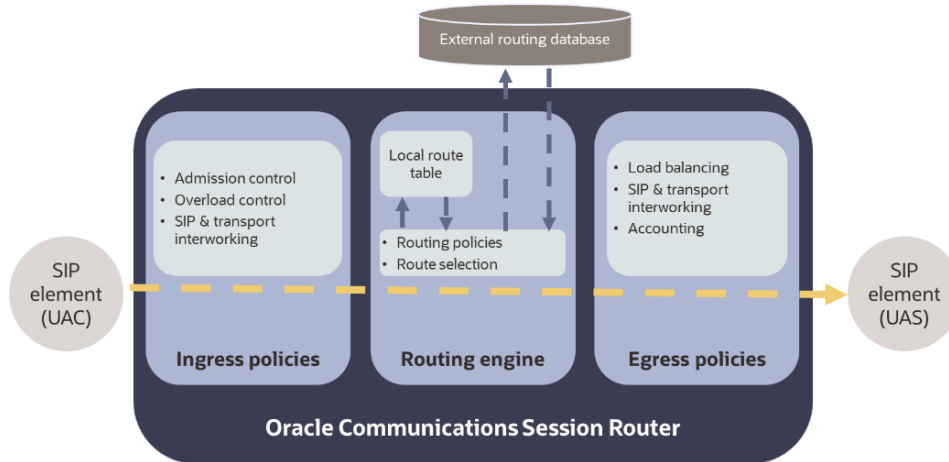 External routing database
• Admission control
• Overload control
• SIP & transport
interworking
Local route
table
• Routing policies
• Route selection
• Load balancing
• SIP & transport
interworking
• Accounting
SIP
element
(UAC)
SIP
element
(UAS)
Ingress policies
Routing engine
Egress policies
Oracle Communications Session Router